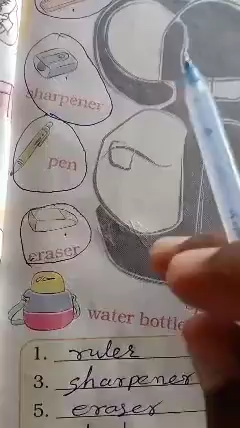 sharpener
pen
eraser
water bottle
1. ruler
3. sharpener
5. eraser